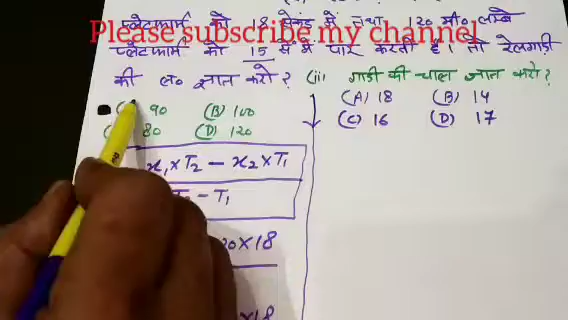 प्लेटफार्म को 18 सेकंड में तथा 120 मी० लम्बे
Please subscribe my channel
प्लेटफार्म को 15 से में पार करती है। तो रेलगाडी
की ल० ज्ञात करो ? (ii) गाडी की चाल ज्ञात करो ?
90 (B) 100
80 (D) 120
(A) 18 (B) 14
(C) 16 (D) 17
x₁ × T₂ – x₂ × T₁
– T₁
20 × 18